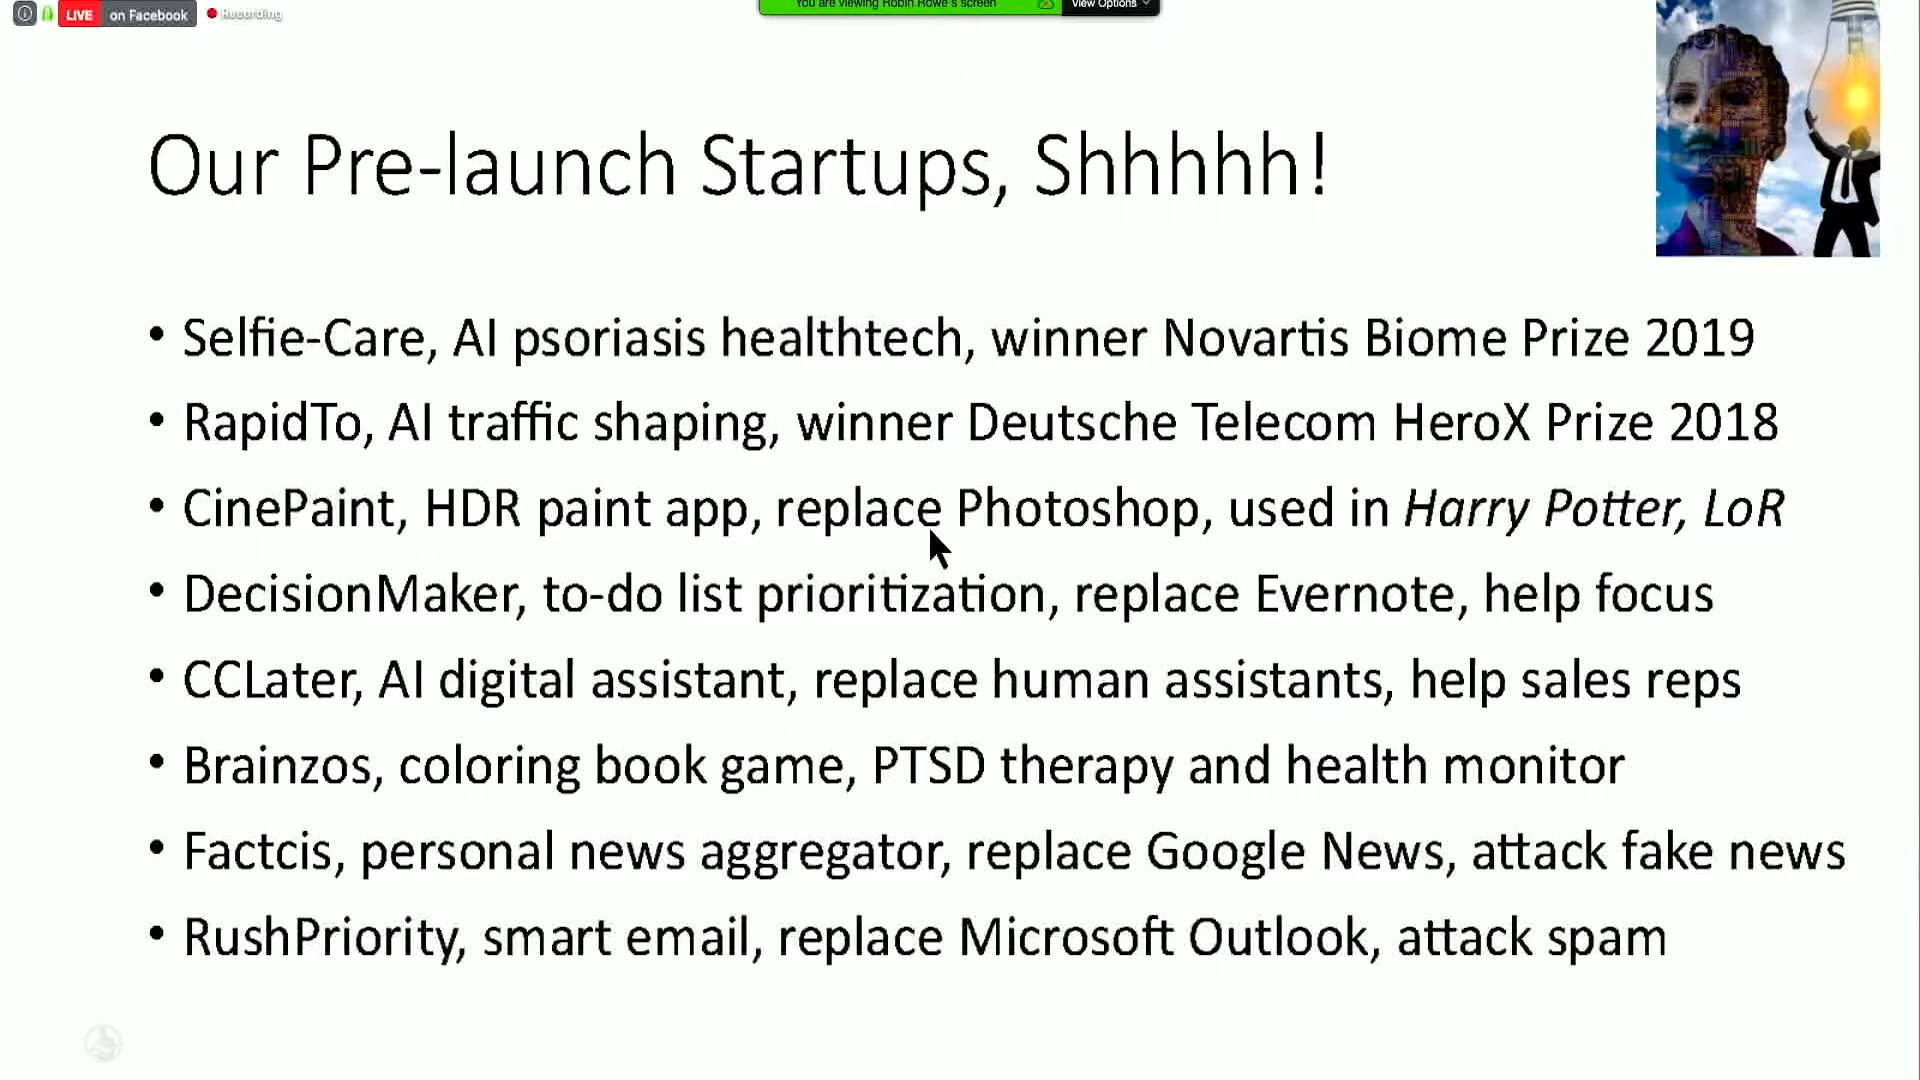 LIVE on Facebook Recording
You are viewing Robin Rowe's screen View Options
Our Pre-launch Startups, Shhhhh!
• Selfie-Care, AI psoriasis healthtech, winner Novartis Biome Prize 2019
• RapidTo, AI traffic shaping, winner Deutsche Telecom HeroX Prize 2018
• CinePaint, HDR paint app, replace Photoshop, used in Harry Potter, LoR
• DecisionMaker, to-do list prioritization, replace Evernote, help focus
• CCLater, AI digital assistant, replace human assistants, help sales reps
• Brainzos, coloring book game, PTSD therapy and health monitor
• Factcis, personal news aggregator, replace Google News, attack fake news
• RushPriority, smart email, replace Microsoft Outlook, attack spam